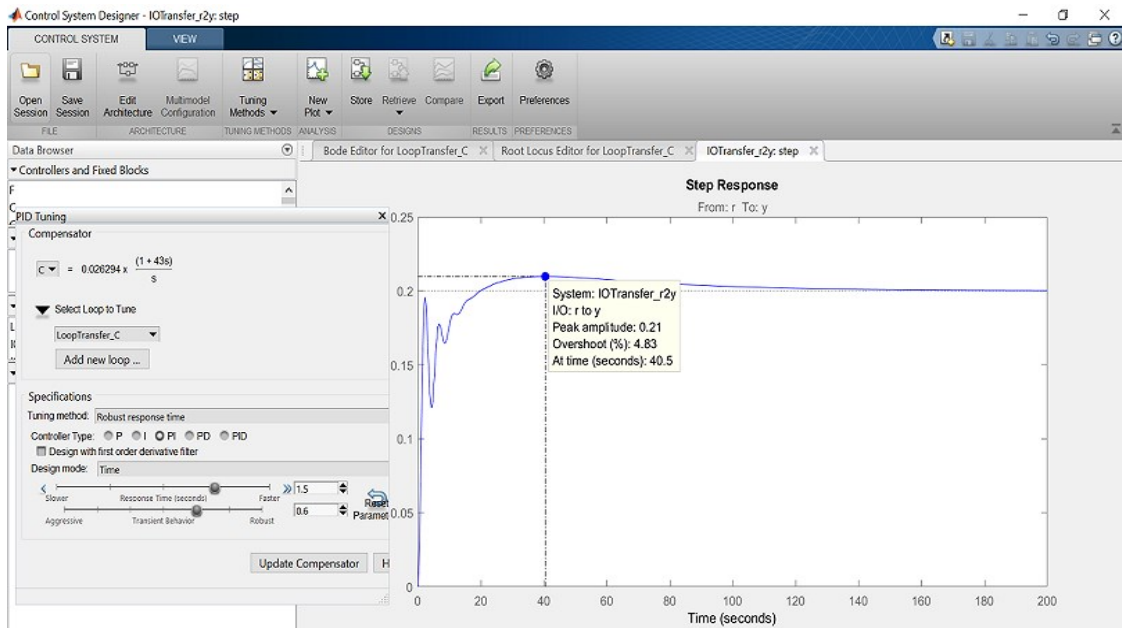 Control System Designer - IOTransfer_r2y: step
CONTROL SYSTEM VIEW
Open Session
Save Session
Edit Architecture
Multimodel Configuration
Tuning Methods
New Plot
Store
Retrieve
Compare
Export
Preferences
FILE ARCHITECTURE TUNING METHODS ANALYSIS DESIGNS RESULTS PREFERENCES
Data Browser
Bode Editor for LoopTransfer_C
Root Locus Editor for LoopTransfer_C
IOTransfer_r2y: step
Controllers and Fixed Blocks
F
C
PID Tuning
Compensator
C = 0.026294 x (1 + 43s)
s
Select Loop to Tune
LoopTransfer_C
Add new loop ...
Specifications
Tuning method: Robust response time
Controller Type: P I PI PD PID
Design with first order derivative filter
Design mode: Time
1.5
Slower Response Time (seconds) Faster
0.6
Aggressive Transient Behavior Robust
Reset
Paramet
Update Compensator H
Step Response
From: r To: y
0.25
0.2
0.15
0.1
0.05
0
System: IOTransfer_r2y
I/O: r to y
Peak amplitude: 0.21
Overshoot (%): 4.83
At time (seconds): 40.5
0 20 40 60 80 100 120 140 160 180 200
Time (seconds)